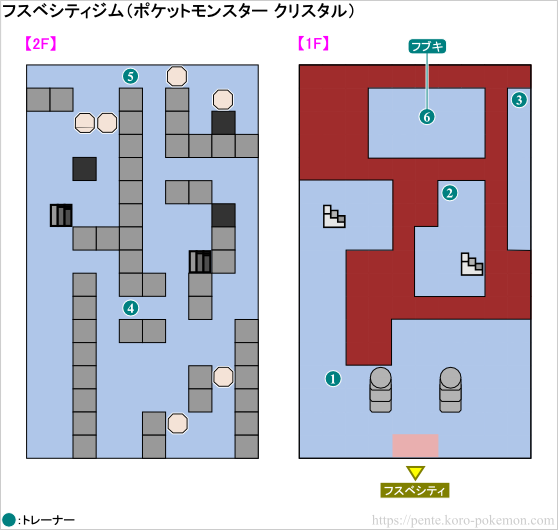 フスベシティジム（ポケットモンスター クリスタル）
【2F】
【1F】
フブキ
5
3
6
2
4
1
フスベシティ
：トレーナー
https://pente.koro-pokemon.com/